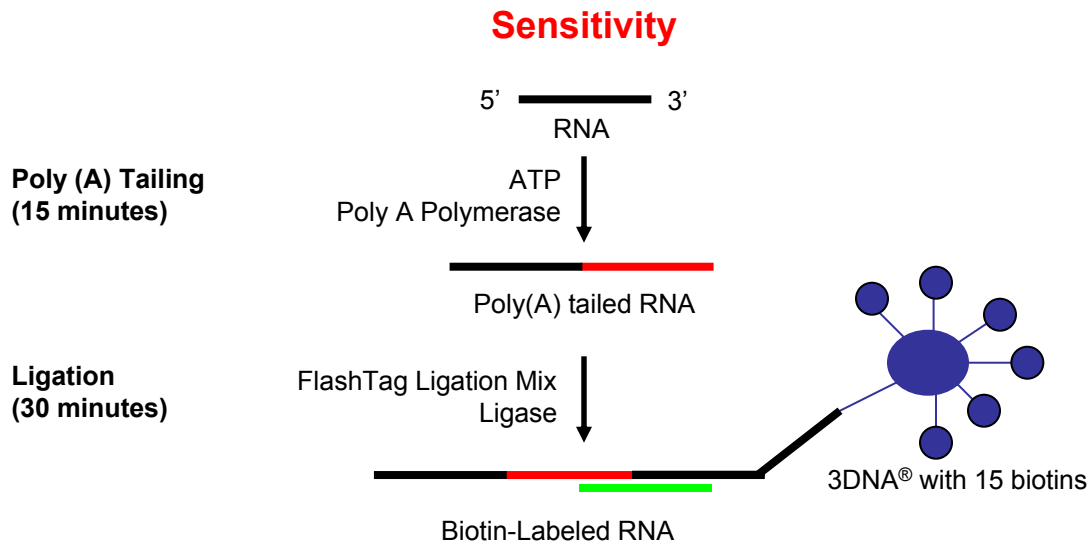 Sensitivity
5’
3’
RNA
Poly (A) Tailing
(15 minutes)
ATP
Poly A Polymerase
Poly(A) tailed RNA
Ligation
(30 minutes)
FlashTag Ligation Mix
Ligase
3DNA® with 15 biotins
Biotin-Labeled RNA